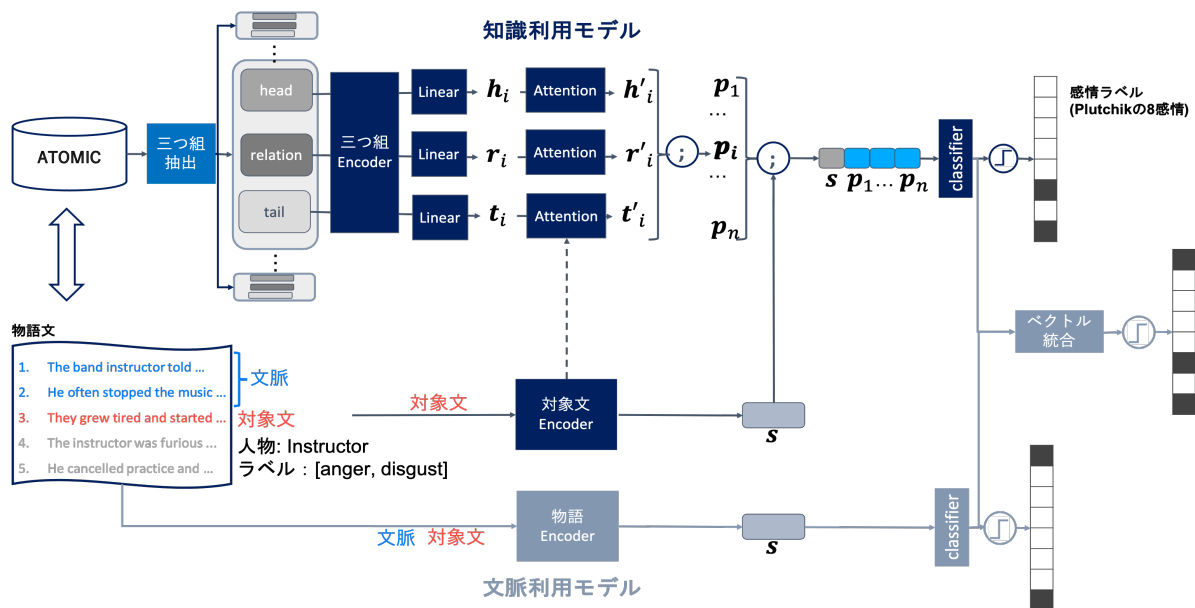 知識利用モデル
ATOMIC
三つ組
抽出
head
relation
tail
三つ組
Encoder
Linear
h_i
Attention
h'_i
Linear
r_i
Attention
r'_i
Linear
t_i
Attention
t'_i
;
p_1
...
p_i
...
p_n
;
s p_1... p_n
classifier
感情ラベル
(Plutchikの8感情)
ベクトル
統合
物語文
1. The band instructor told ...
2. He often stopped the music ...
文脈
3. They grew tired and started ...
対象文
4. The instructor was furious ...
5. He cancelled practice and ...
人物: Instructor
ラベル：[anger, disgust]
対象文
対象文
Encoder
s
文脈 対象文
物語
Encoder
s
classifier
文脈利用モデル